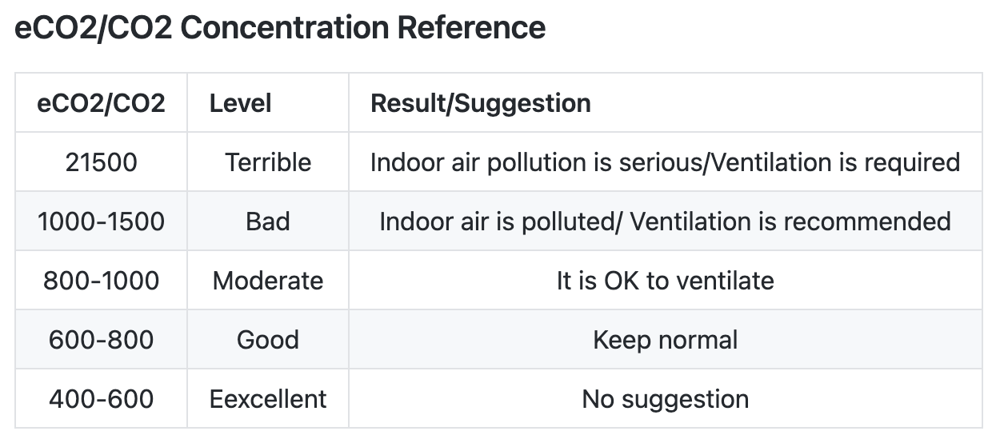 eCO2/CO2 Concentration Reference
eCO2/CO2 Level Result/Suggestion
21500 Terrible Indoor air pollution is serious/Ventilation is required
1000-1500 Bad Indoor air is polluted/ Ventilation is recommended
800-1000 Moderate It is OK to ventilate
600-800 Good Keep normal
400-600 Eexcellent No suggestion